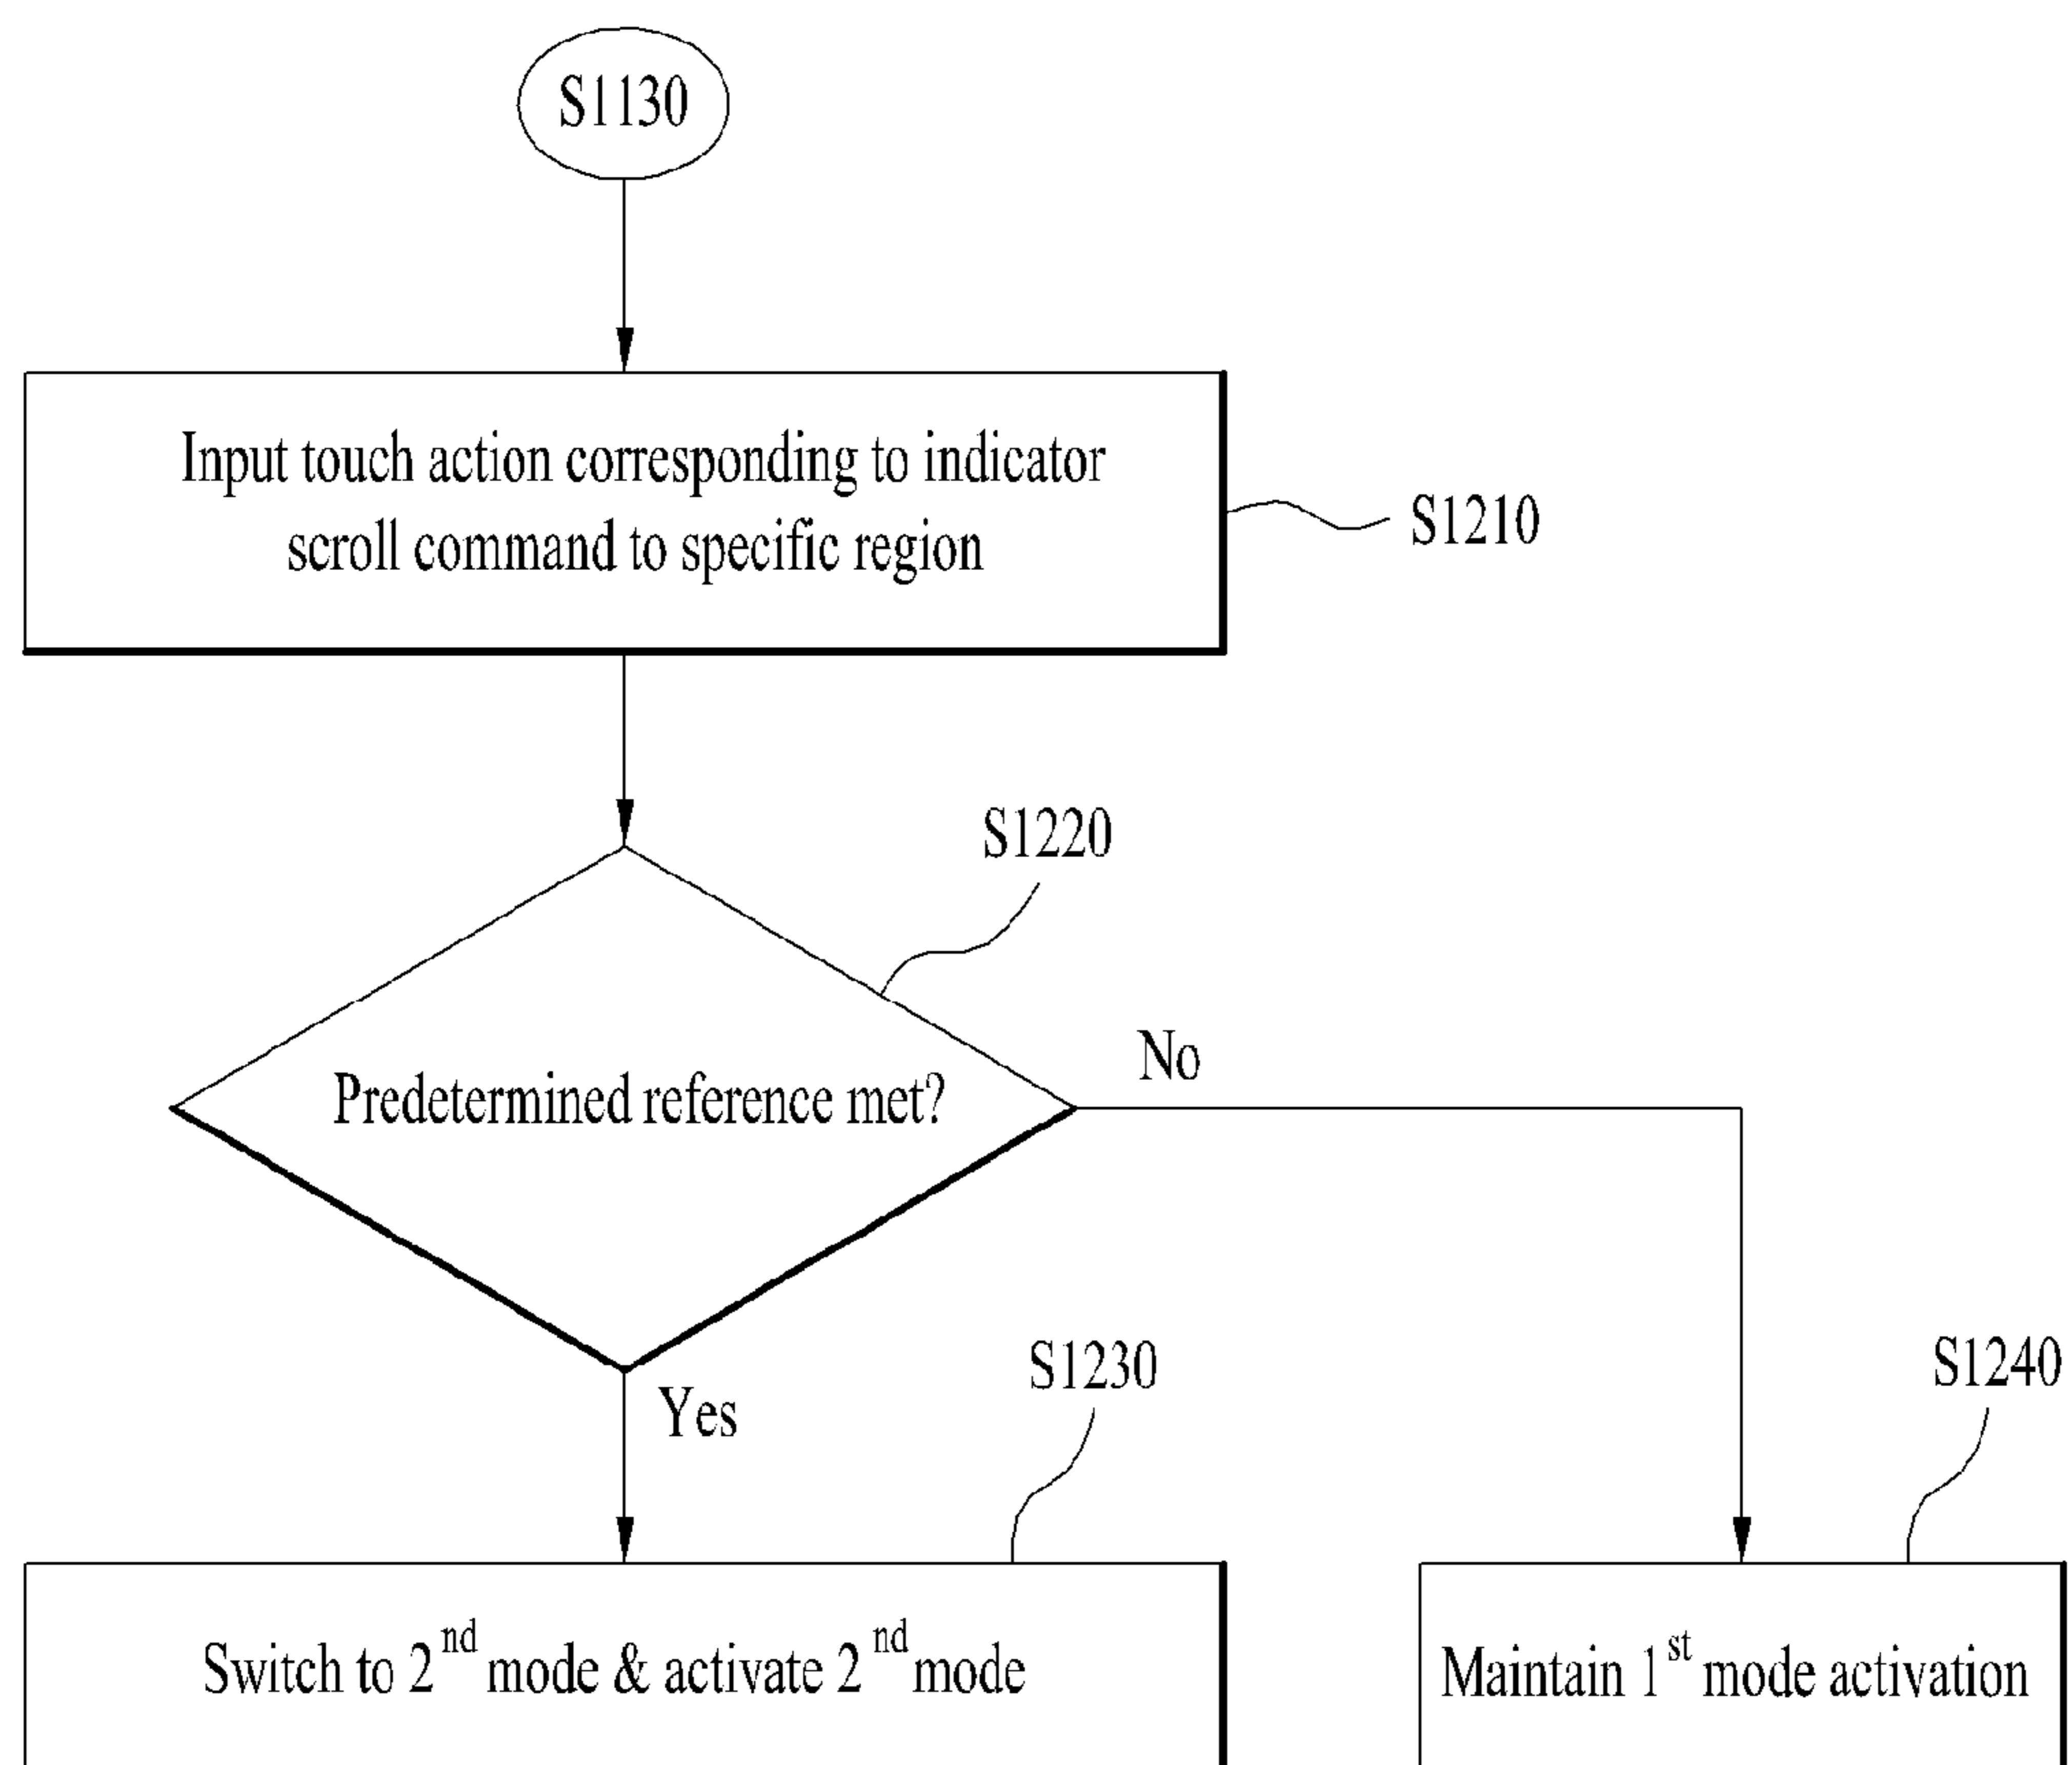 S1130
Input touch action corresponding to indicator
scroll command to specific region
S1210
S1220
Predetermined reference met?
No
Yes
S1230
S1240
Switch to 2nd mode & activate 2nd mode
Maintain 1st mode activation